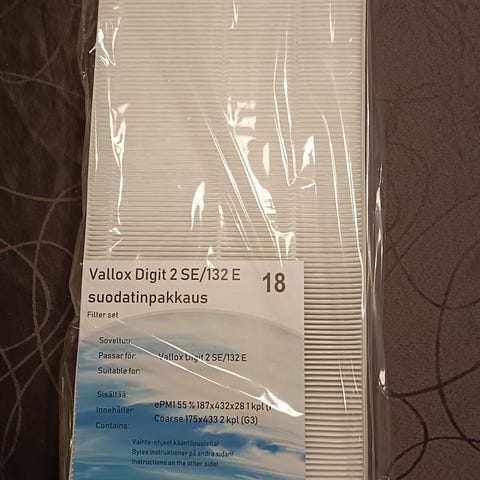 Vallox Digit 2 SE/132 E
18
suodatinpakkaus
Filter set
Soveltuu:
Passar för: Vallox Digit 2 SE/132 E
Suitable for:
Sisältää:
Innehåller: ePM1 55 % 187x432x28 1 kpl
Contains: Coarse 175x433 2 kpl (G3)
Vaihto-ohjeet kääntöpuolella!
Bytes instruktioner på andra sidan!
Instructions on the other side!